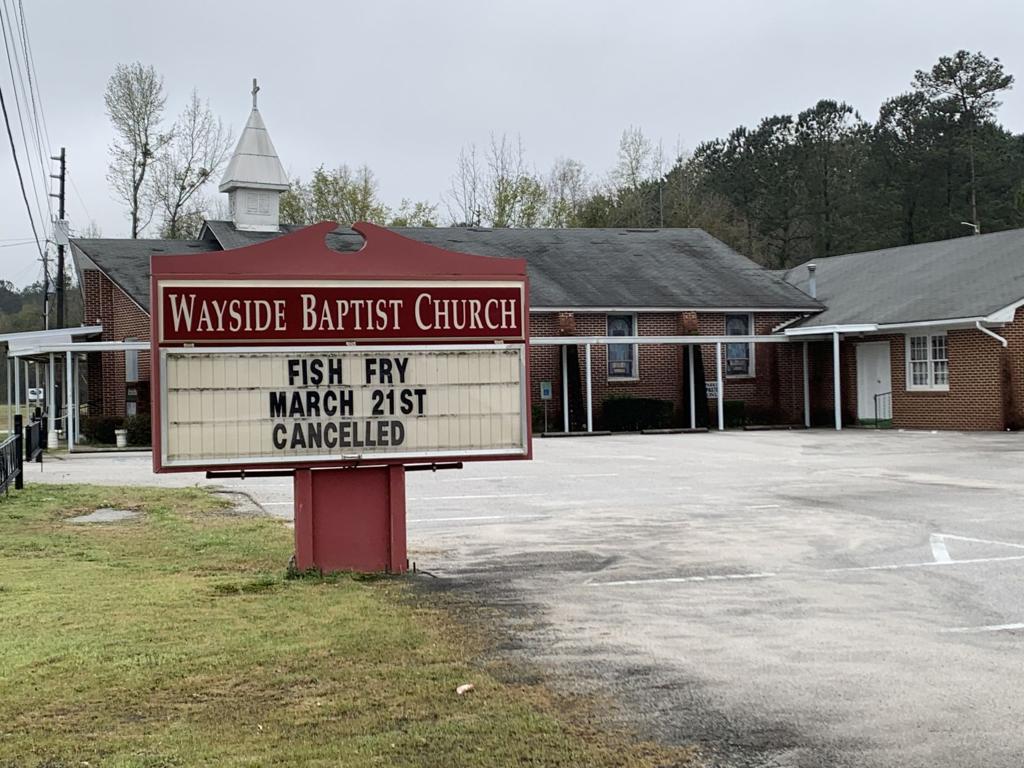 WAYSIDE BAPTIST CHURCH
FISH FRY
MARCH 21ST
CANCELLED